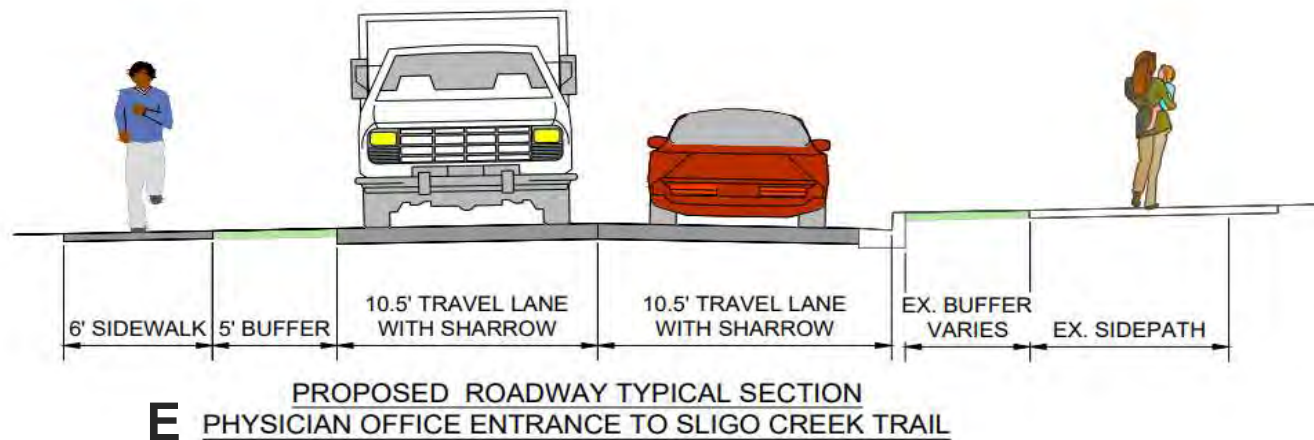 6' SIDEWALK
5' BUFFER
10.5' TRAVEL LANE
WITH SHARROW
10.5' TRAVEL LANE
WITH SHARROW
EX. BUFFER
VARIES
EX. SIDEPATH
PROPOSED ROADWAY TYPICAL SECTION
E PHYSICIAN OFFICE ENTRANCE TO SLIGO CREEK TRAIL